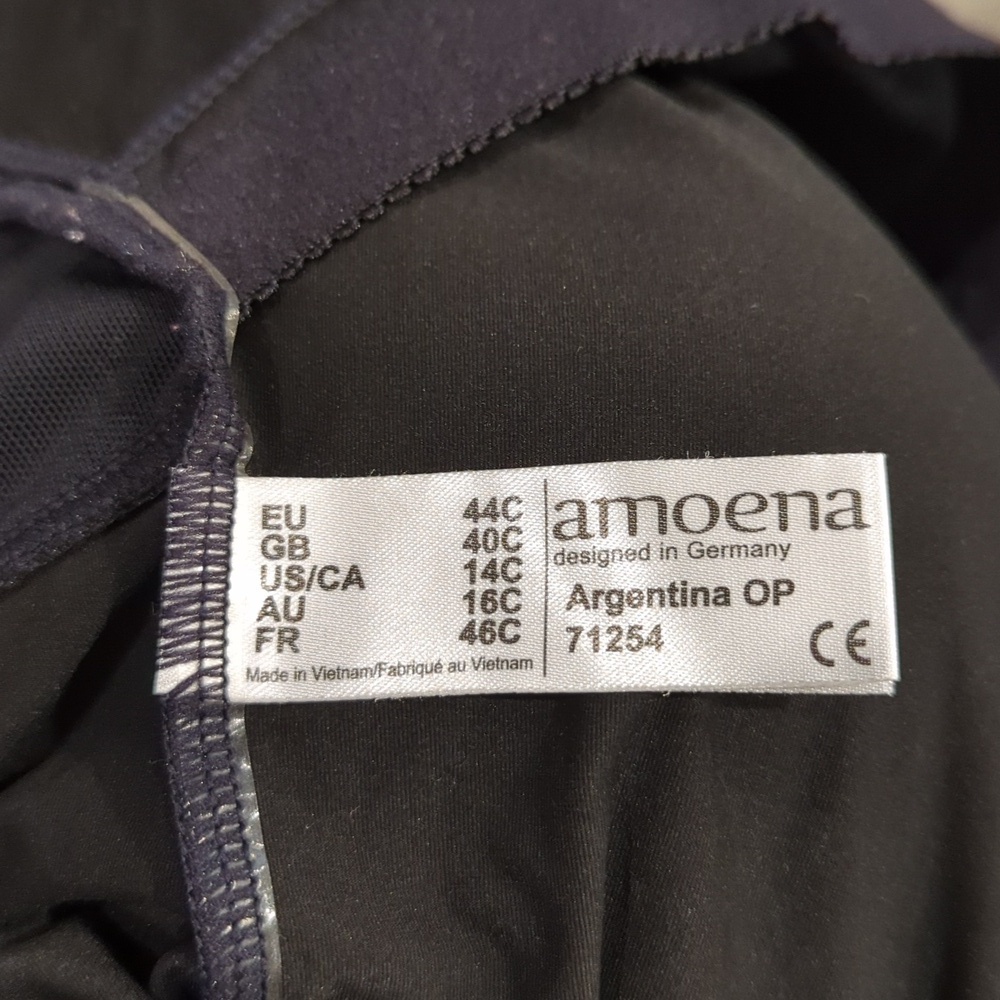 EU 44C
GB 40C
US/CA 14C
AU 16C
FR 46C
Made in Vietnam/Fabriqué au Vietnam
amoena
designed in Germany
Argentina OP
71254 CE